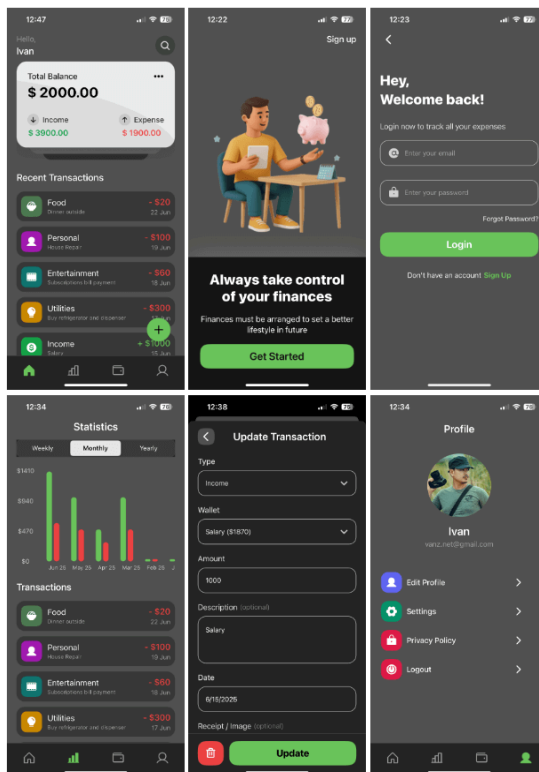 12:47
78
Hello,
Ivan
Total Balance
$ 2000.00
Income
Expense
$ 3900.00
$ 1900.00
Recent Transactions
Food
- $20
Dinner outside
22 Jun
Personal
- $100
House Repair
19 Jun
Entertainment
- $60
Subscriptions bill payment
18 Jun
Utilities
- $300
Buy refrigerator and dispenser
Income
+ $1000
Salary
15 Jun
12:22
77
Sign up
Always take control
of your finances
Finances must be arranged to set a better
lifestyle in future
Get Started
12:23
77
Hey,
Welcome back!
Login now to track all your expenses
Enter your email
Enter your password
Forgot Password?
Login
Don't have an account Sign Up
12:34
Statistics
Weekly
Monthly
Yearly
$1410
$940
$470
$0
Jun 25
May 25
Apr 25
Mar 25
Feb 25
J
Transactions
Food
- $20
Dinner outside
22 Jun
Personal
- $100
House Repair
19 Jun
Entertainment
- $60
Subscriptions bill payment
18 Jun
Utilities
- $300
Buy refrigerator and dispenser
17 Jun
12:38
Update Transaction
Type
Income
Wallet
Salary ($1870)
Amount
1000
Description (optional)
Salary
Date
6/15/2025
Receipt / Image (optional)
Update
12:34
Profile
Ivan
vanz.net@gmail.com
Edit Profile
Settings
Privacy Policy
Logout